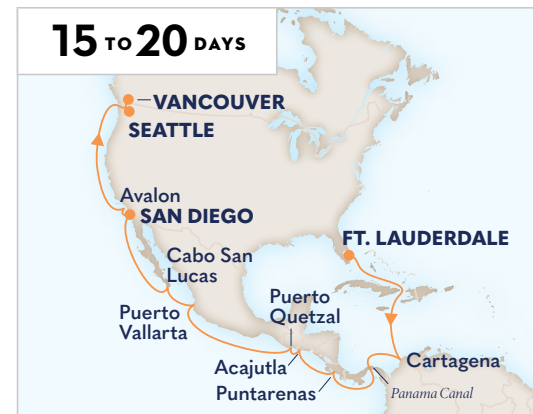 15 TO 20 DAYS
VANCOUVER
SEATTLE
Avalon
SAN DIEGO
FT. LAUDERDALE
Cabo San
Lucas
Puerto
Quetzal
Puerto
Vallarta
Acajutla
Cartagena
Puntarenas
Panama Canal